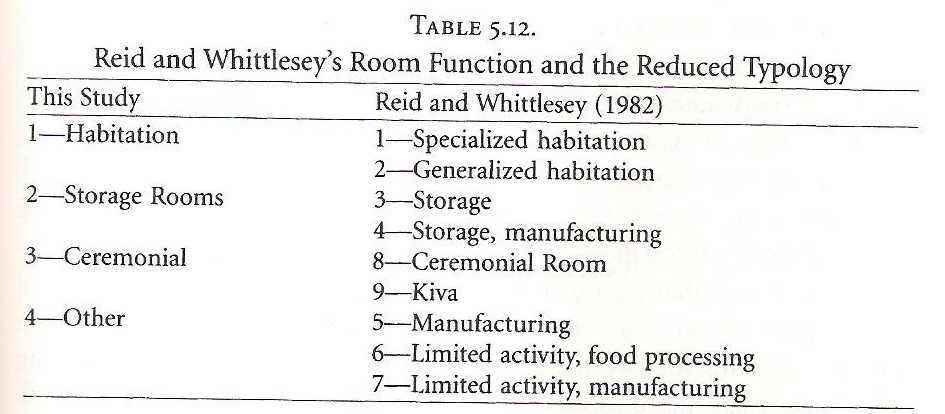 TABLE 5.12.
Reid and Whittlesey's Room Function and the Reduced Typology
This Study Reid and Whittlesey (1982)
1—Habitation 1—Specialized habitation
2—Generalized habitation
2—Storage Rooms 3—Storage
4—Storage, manufacturing
3—Ceremonial 8—Ceremonial Room
9—Kiva
4—Other 5—Manufacturing
6—Limited activity, food processing
7—Limited activity, manufacturing